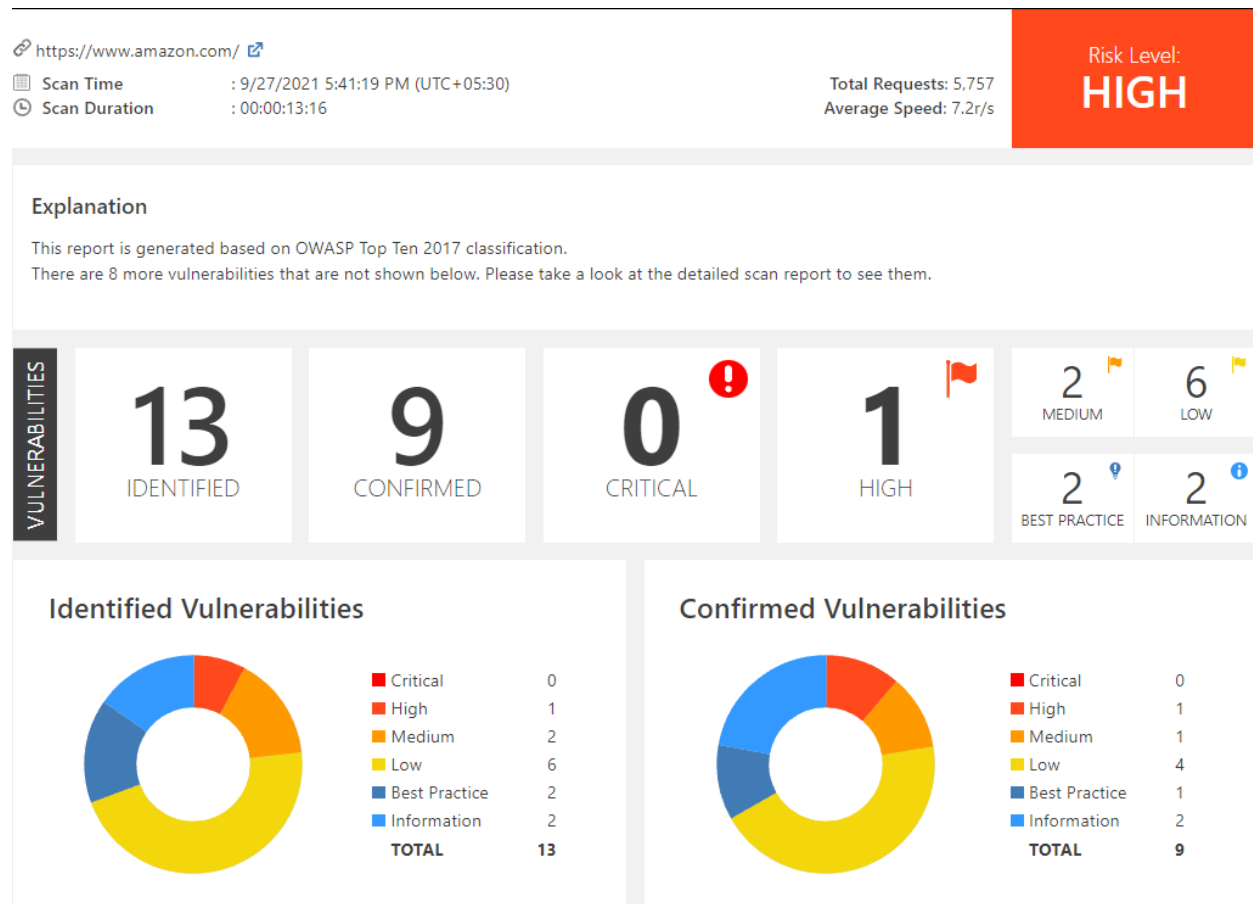 https://www.amazon.com/
Scan Time : 9/27/2021 5:41:19 PM (UTC+05:30)
Scan Duration : 00:00:13:16
Total Requests: 5,757
Average Speed: 7.2r/s
Risk Level:
HIGH
Explanation
This report is generated based on OWASP Top Ten 2017 classification.
There are 8 more vulnerabilities that are not shown below. Please take a look at the detailed scan report to see them.
VULNERABILITIES
13
IDENTIFIED
9
CONFIRMED
0
CRITICAL
1
HIGH
2
MEDIUM
6
LOW
2
BEST PRACTICE
2
INFORMATION
Identified Vulnerabilities
Critical 0
High 1
Medium 2
Low 6
Best Practice 2
Information 2
TOTAL 13
Confirmed Vulnerabilities
Critical 0
High 1
Medium 1
Low 4
Best Practice 1
Information 2
TOTAL 9